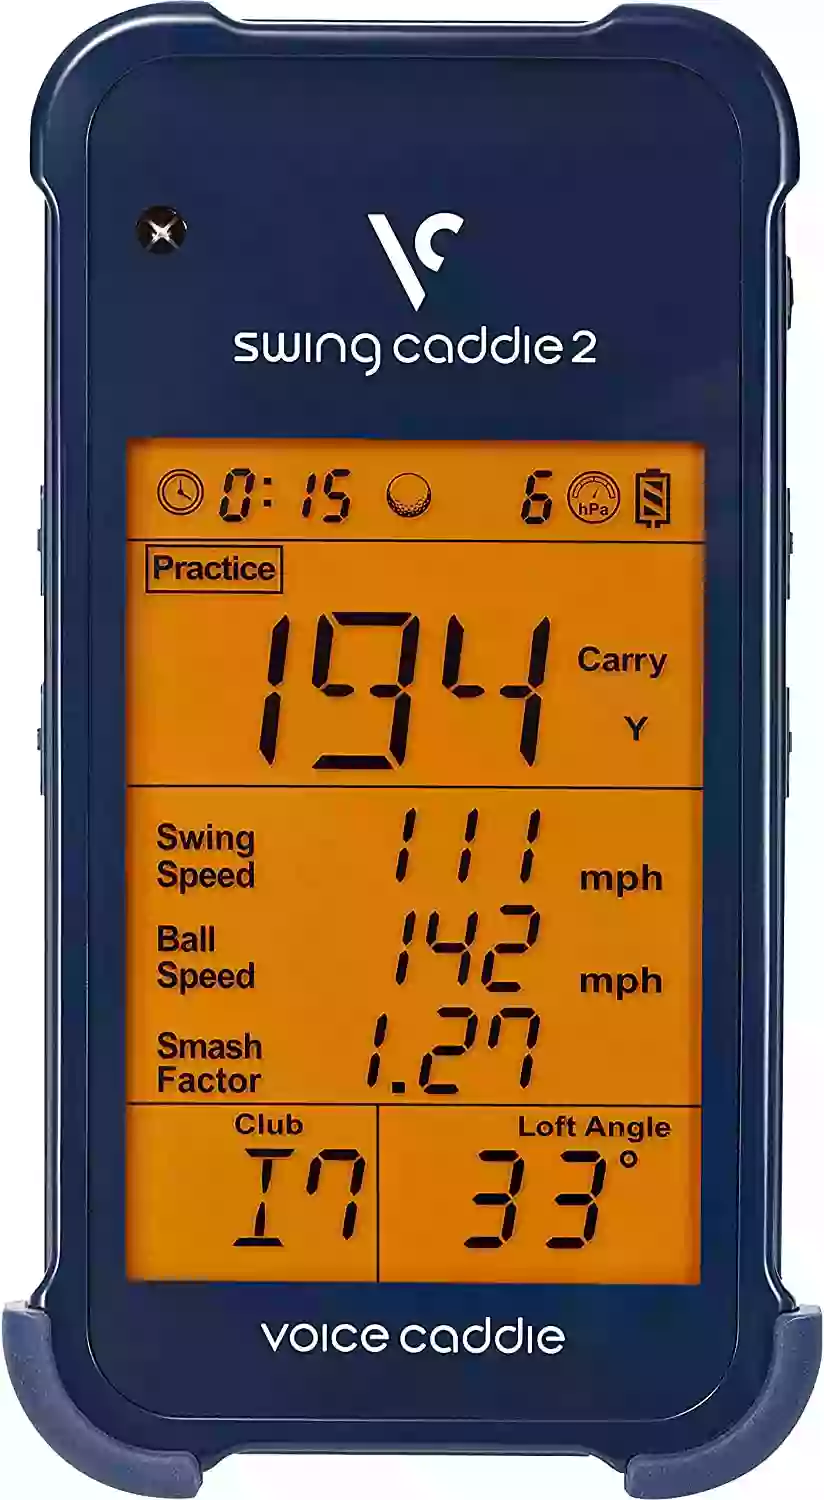 swing caddie 2
0:15 6 hPa
Practice
194 Carry
Y
Swing
Speed 111 mph
Ball
Speed 142 mph
Smash
Factor 1.27
Club Loft Angle
I7 33°
voice caddie